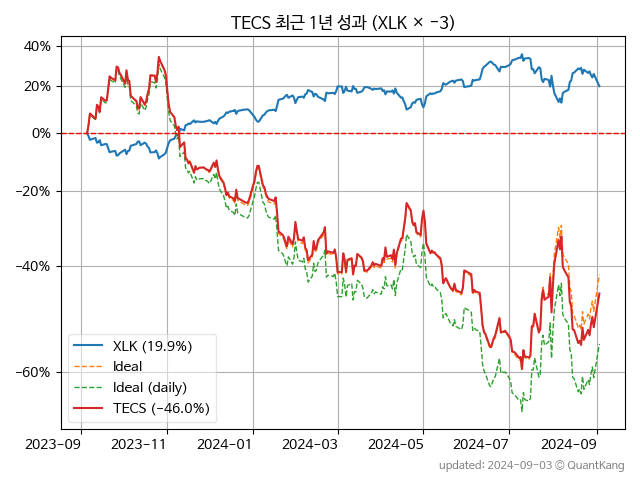 TECS 최근 1년 성과 (XLK × −3)
40%
20%
0%
−20%
−40%
−60%
XLK (19.9%)
Ideal
Ideal (daily)
TECS (−46.0%)
2023-09 2023-11 2024-01 2024-03 2024-05 2024-07 2024-09
updated: 2024-09-03 © QuantKang